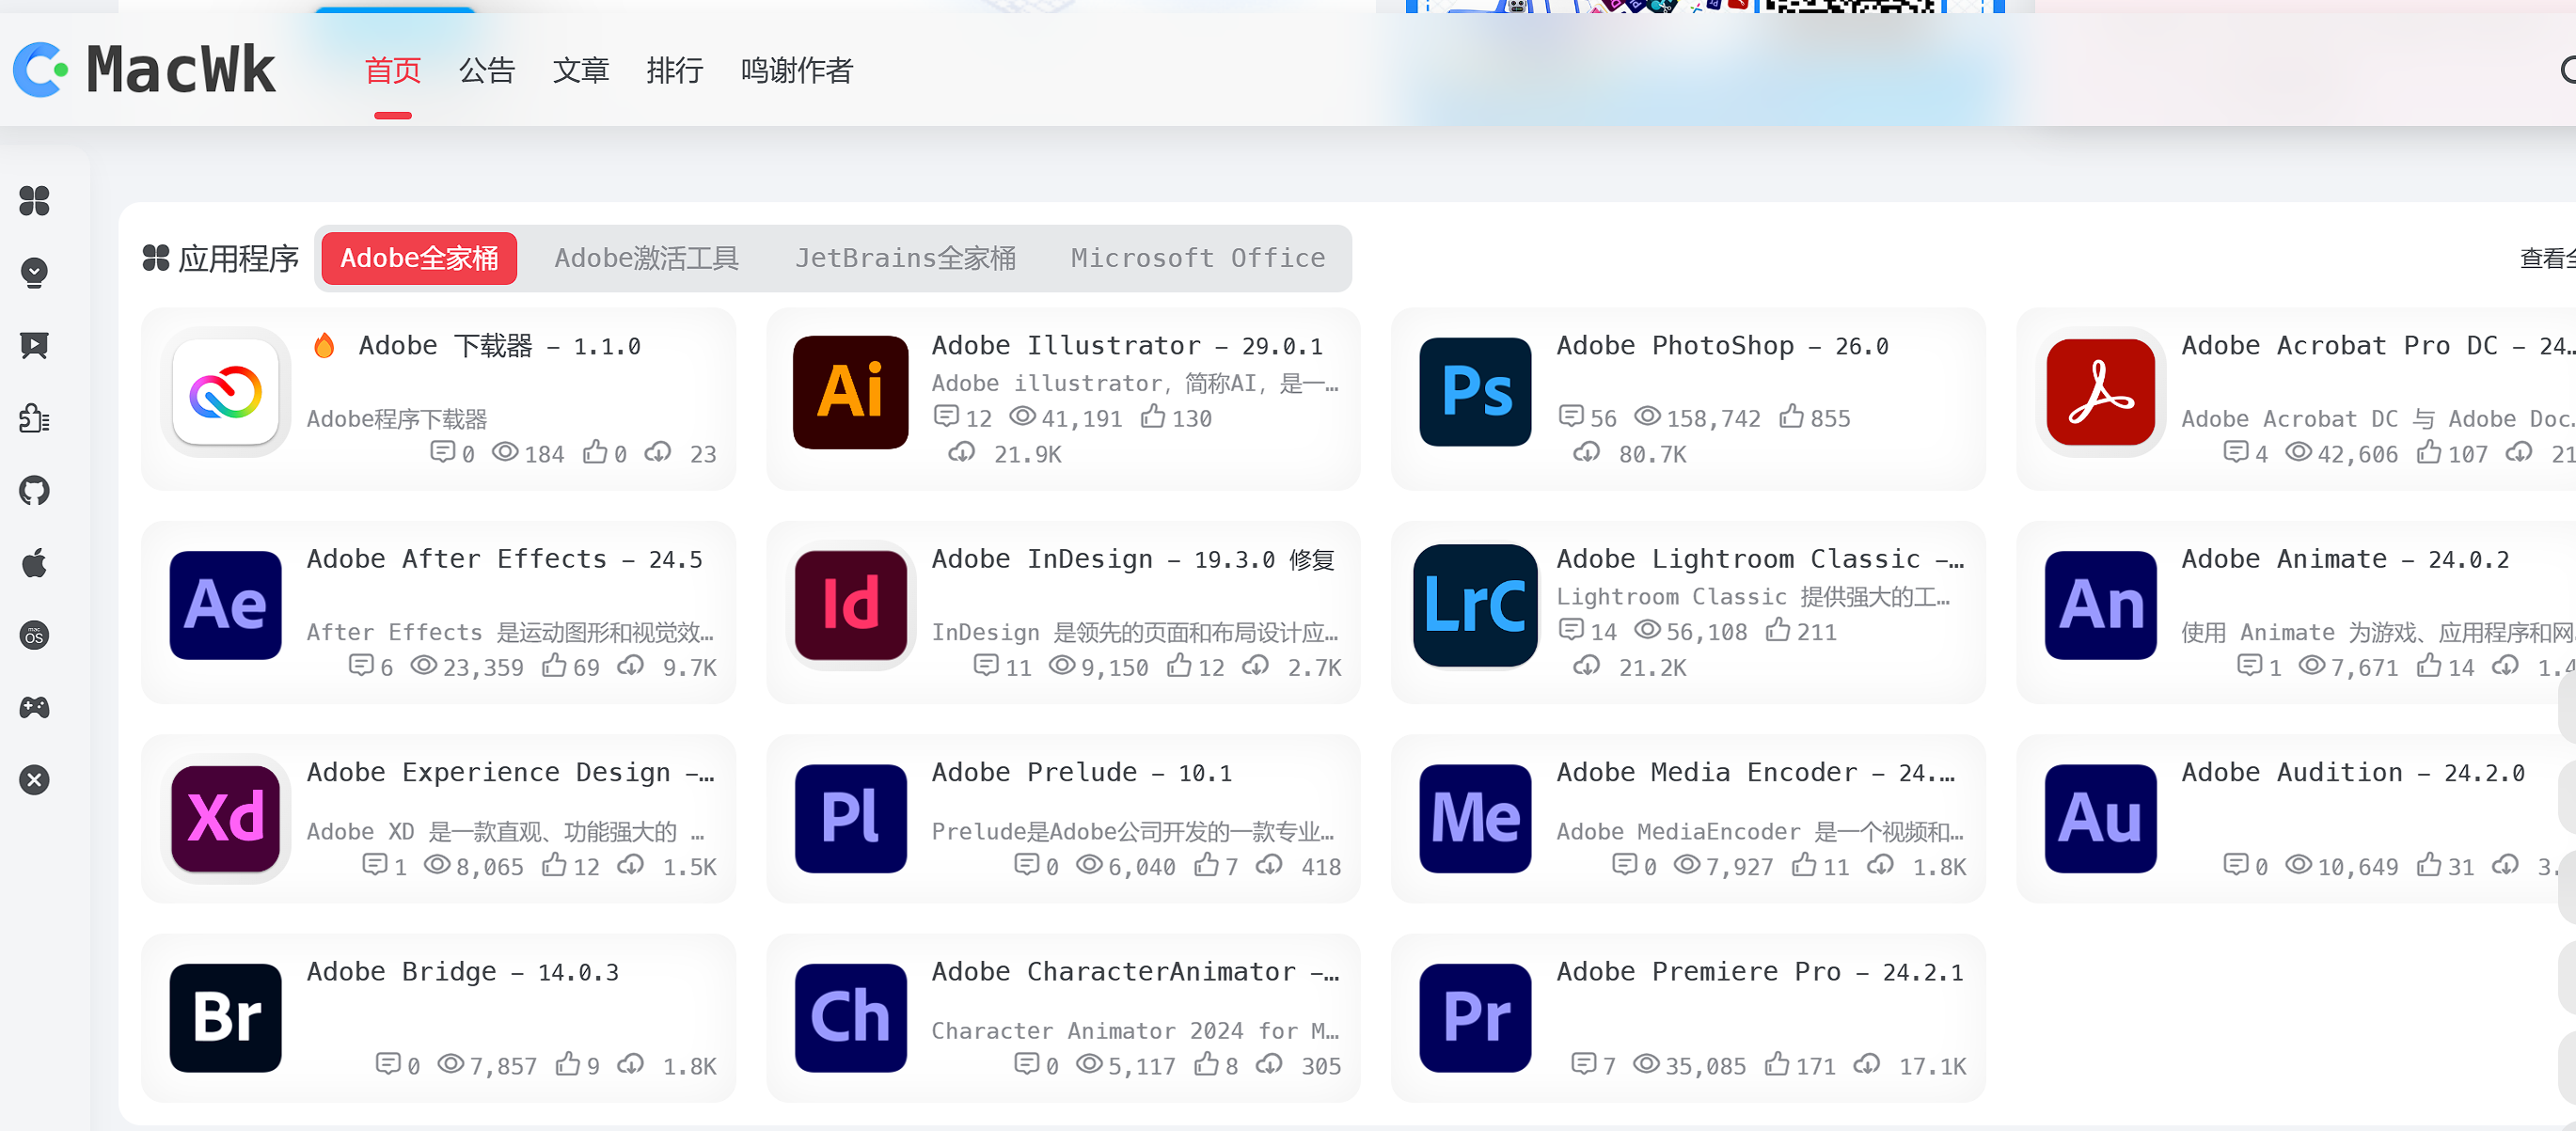 MacWk
首页 公告 文章 排行 鸣谢作者
应用程序 Adobe全家桶 Adobe激活工具 JetBrains全家桶 Microsoft Office 查看
Ai
Ps
Adobe 下载器 – 1.1.0
Adobe程序下载器
0 184 0 23
Adobe Illustrator – 29.0.1
Adobe illustrator, 简称AI, 是一…
12 41,191 130
21.9K
Adobe PhotoShop – 26.0
56 158,742 855
80.7K
Adobe Acrobat Pro DC – 24.…
Adobe Acrobat DC 与 Adobe Doc…
4 42,606 107 21
Ae
Adobe After Effects – 24.5
After Effects 是运动图形和视觉效…
6 23,359 69 9.7K
Id
Adobe InDesign – 19.3.0 修复
InDesign 是领先的页面和布局设计应…
11 9,150 12 2.7K
LrC
Adobe Lightroom Classic –…
Lightroom Classic 提供强大的工…
14 56,108 211
21.2K
An
Adobe Animate – 24.0.2
使用 Animate 为游戏、应用程序和网
1 7,671 14 1.4
macOS
Xd
Adobe Experience Design –…
Adobe XD 是一款直观、功能强大的 …
1 8,065 12 1.5K
Pl
Adobe Prelude – 10.1
Prelude是Adobe公司开发的一款专业…
0 6,040 7 418
Me
Adobe Media Encoder – 24.…
Adobe MediaEncoder 是一个视频和…
0 7,927 11 1.8K
Au
Adobe Audition – 24.2.0
0 10,649 31 3.
Br
Adobe Bridge – 14.0.3
0 7,857 9 1.8K
Ch
Adobe CharacterAnimator –…
Character Animator 2024 for M…
0 5,117 8 305
Pr
Adobe Premiere Pro – 24.2.1
7 35,085 171 17.1K